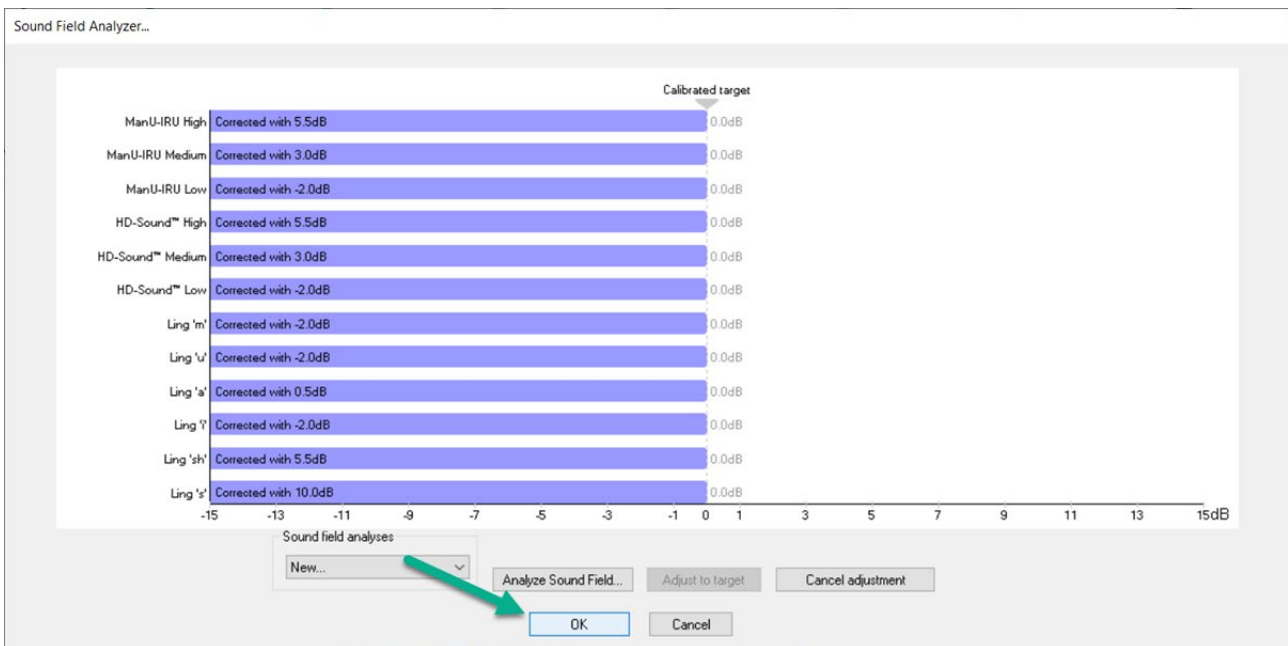 Sound Field Analyzer...
Calibrated target
ManU-IRU High Corrected with 5.5dB 0.0dB
ManU-IRU Medium Corrected with 3.0dB 0.0dB
ManU-IRU Low Corrected with -2.0dB 0.0dB
HD-Sound™ High Corrected with 5.5dB 0.0dB
HD-Sound™ Medium Corrected with 3.0dB 0.0dB
HD-Sound™ Low Corrected with -2.0dB 0.0dB
Ling 'm' Corrected with -2.0dB 0.0dB
Ling 'u' Corrected with -2.0dB 0.0dB
Ling 'a' Corrected with 0.5dB 0.0dB
Ling 'i' Corrected with -2.0dB 0.0dB
Ling 'sh' Corrected with 5.5dB 0.0dB
Ling 's' Corrected with 10.0dB 0.0dB
-15 -13 -11 -9 -7 -5 -3 -1 0 1 3 5 7 9 11 13 15dB
Sound field analyses
New... Analyze Sound Field... Adjust to target Cancel adjustment
OK Cancel